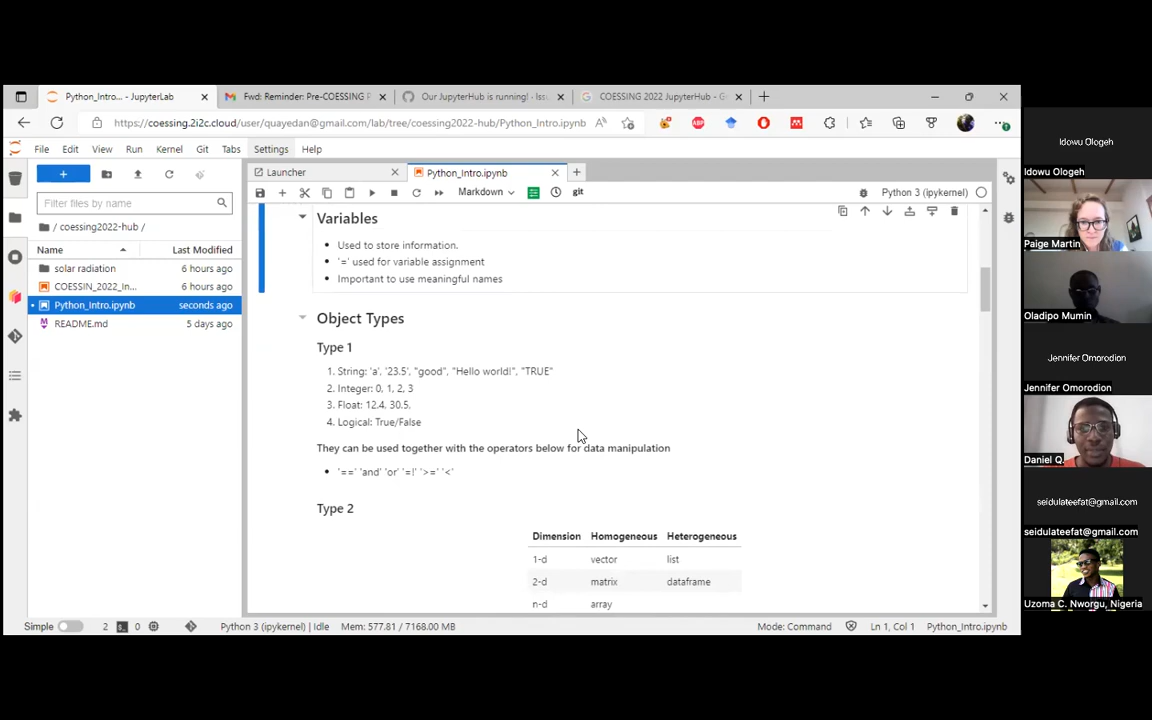 Python_Intro... - JupyterLab
Fwd: Reminder: Pre-COESSING P
Our JupyterHub is running! - Issu
COESSING 2022 JupyterHub - G
https://coessing.2i2c.cloud/user/quayedan@gmail.com/lab/tree/coessing2022-hub/Python_Intro.ipynb
ABP
File Edit View Run Kernel Git Tabs Settings Help
Launcher
Python_Intro.ipynb
Markdown
git
Python 3 (ipykernel)
Filter files by name
/ coessing2022-hub /
Name Last Modified
solar radiation 6 hours ago
COESSIN_2022_In... 6 hours ago
Python_Intro.ipynb seconds ago
README.md 5 days ago
Variables
Used to store information.
'=' used for variable assignment
Important to use meaningful names
Object Types
Type 1
1. String: 'a', '23.5', "good", "Hello world!", "TRUE"
2. Integer: 0, 1, 2, 3
3. Float: 12.4, 30.5,
4. Logical: True/False
They can be used together with the operators below for data manipulation
'==' 'and' 'or' '=!' '>=' '<'
Type 2
Dimension Homogeneous Heterogeneous
1-d vector list
2-d matrix dataframe
n-d array
Simple 2 0 Python 3 (ipykernel) | Idle Mem: 577.81 / 7168.00 MB Mode: Command Ln 1, Col 1 Python_Intro.ipynb
Idowu Ologeh
Idowu Ologeh
Paige Martin
Oladipo Mumin
Jennifer Omorodion
Jennifer Omorodion
Daniel Q.
seidulateefat@gmail.com
seidulateefat@gmail.com
Uzoma C. Nworgu, Nigeria